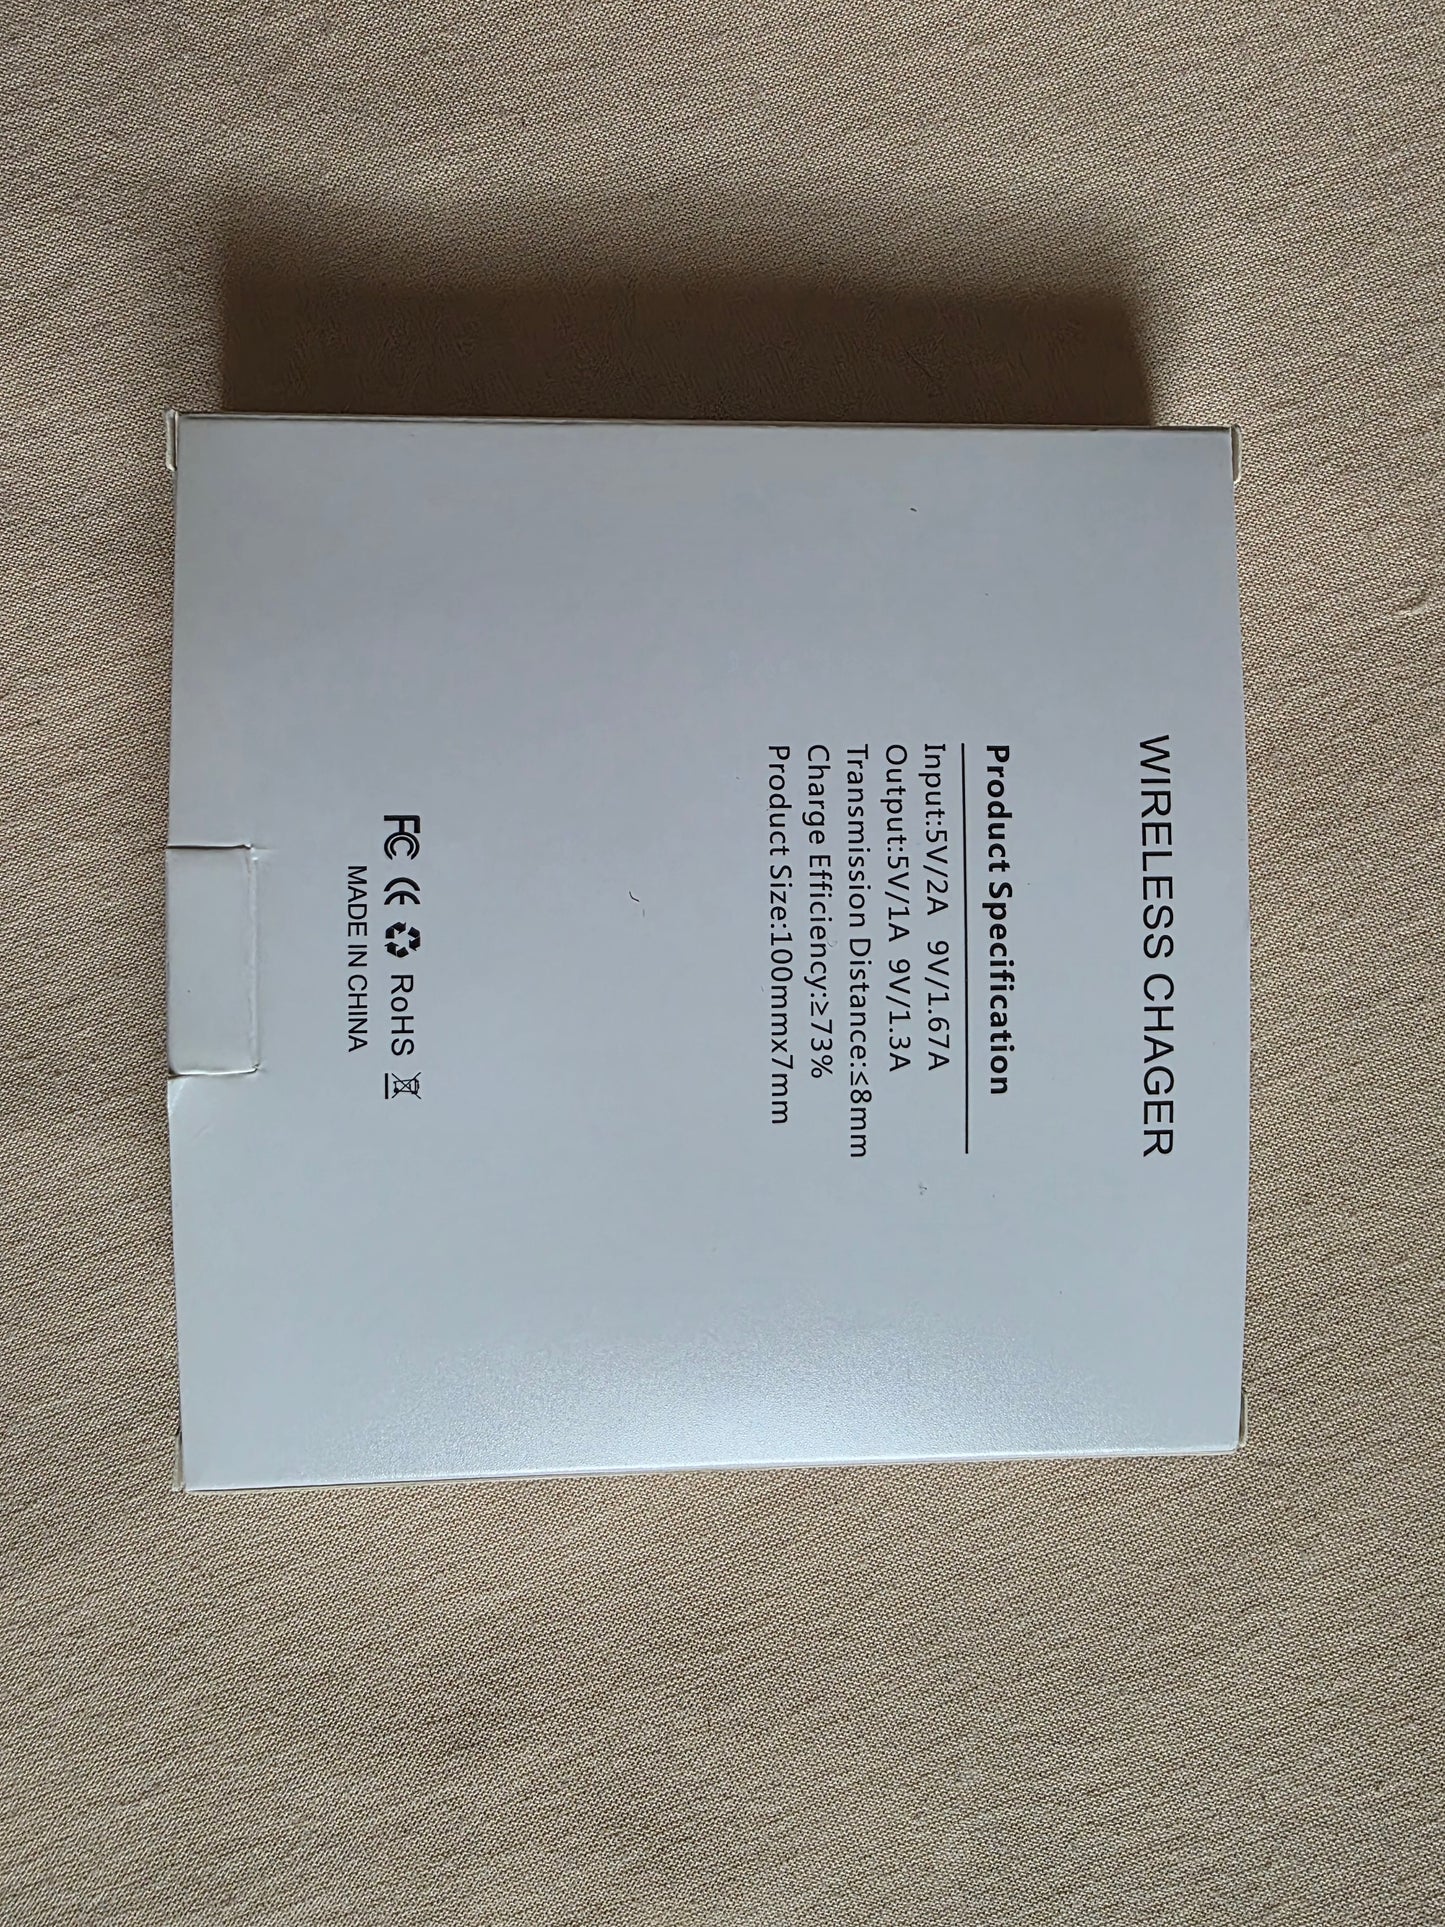 WIRELESS CHAGER
Product Specification
Input:5V/2A 9V/1.67A
Output:5V/1A 9V/1.3A
Transmission Distance:≤8mm
Charge Efficiency:≥73%
Product Size:100mmx7mm
FC CE RoHS
MADE IN CHINA